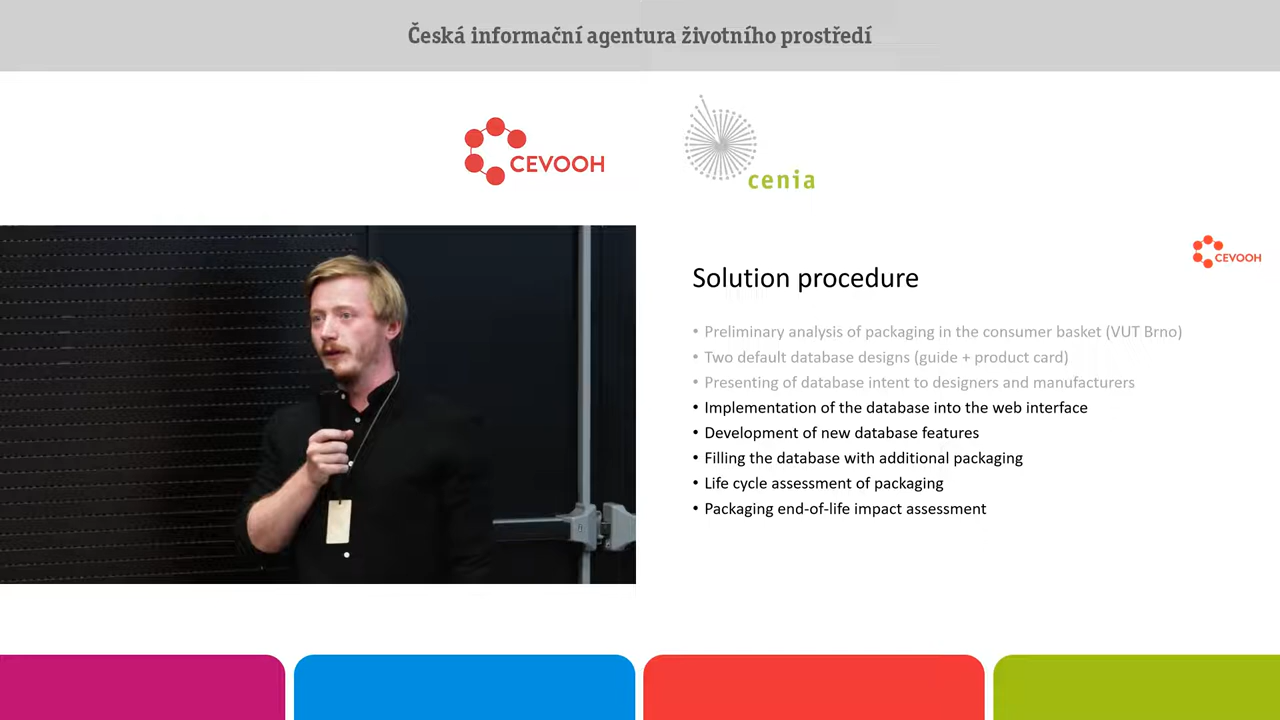 Česká informační agentura životního prostředí
CEVOOH
cenia
CEVOOH
Solution procedure
• Preliminary analysis of packaging in the consumer basket (VUT Brno)
• Two default database designs (guide + product card)
• Presenting of database intent to designers and manufacturers
• Implementation of the database into the web interface
• Development of new database features
• Filling the database with additional packaging
• Life cycle assessment of packaging
• Packaging end-of-life impact assessment